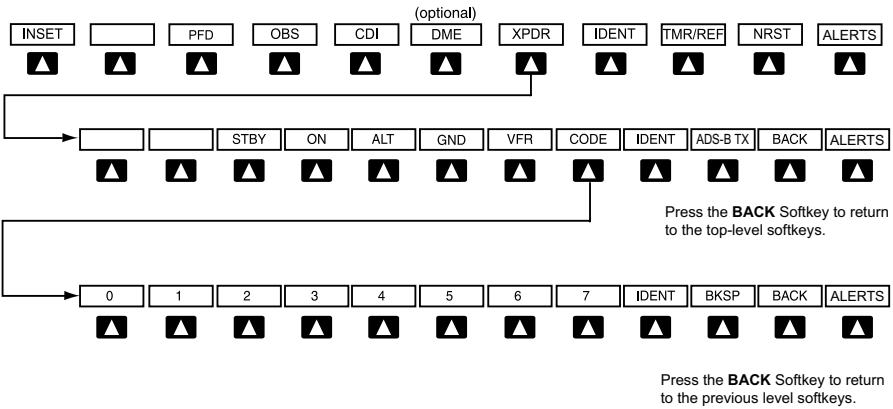 (optional)
INSET PFD OBS CDI DME XPDR IDENT TMR/REF NRST ALERTS
STBY ON ALT GND VFR CODE IDENT ADS-B TX BACK ALERTS
Press the BACK Softkey to return
to the top-level softkeys.
0 1 2 3 4 5 6 7 IDENT BKSP BACK ALERTS
Press the BACK Softkey to return
to the previous level softkeys.